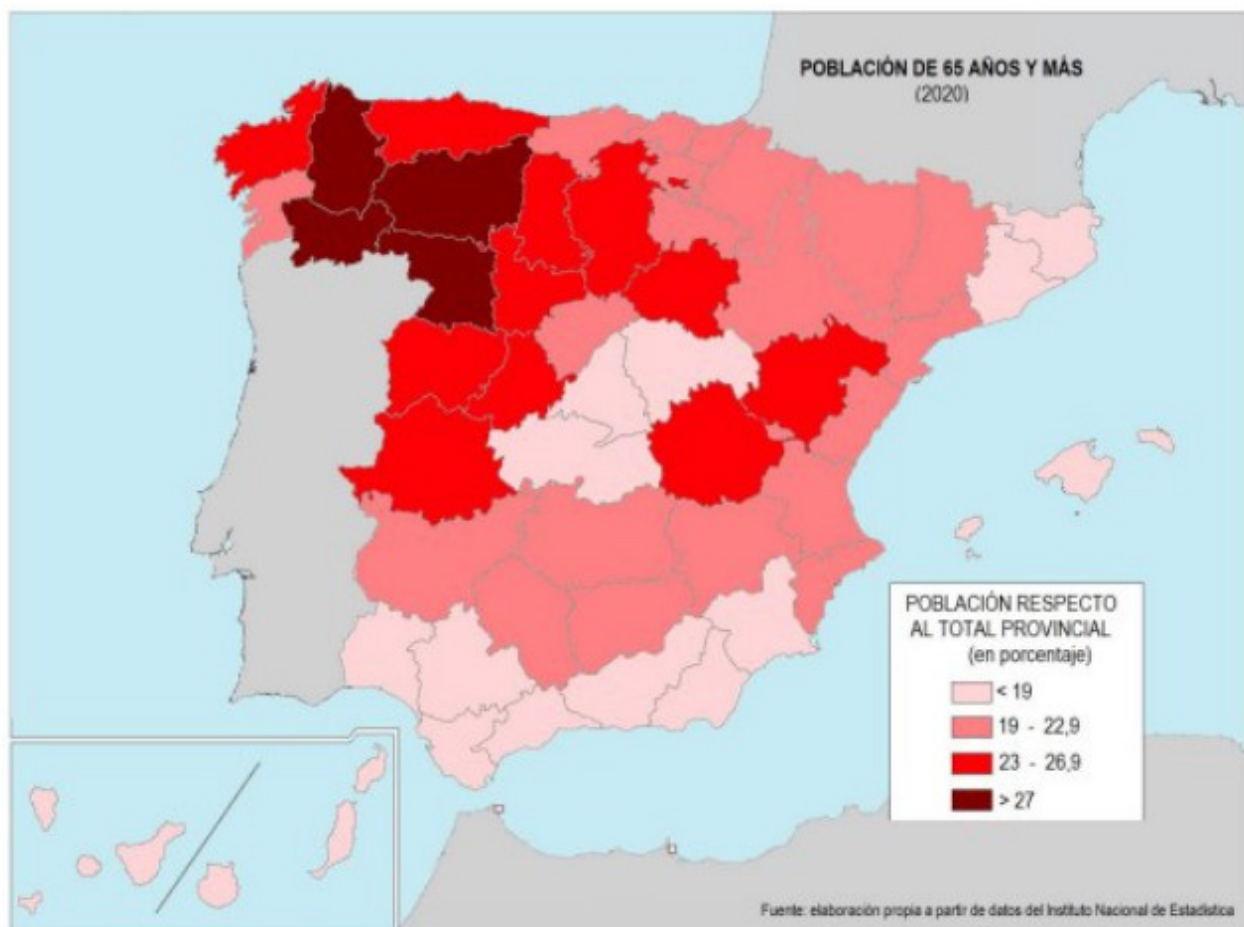 POBLACIÓN DE 65 AÑOS Y MÁS
(2020)
POBLACIÓN RESPECTO
AL TOTAL PROVINCIAL
(en porcentaje)
< 19
19 - 22,9
23 - 26,9
> 27
Fuente: elaboración propia a partir de datos del Instituto Nacional de Estadística